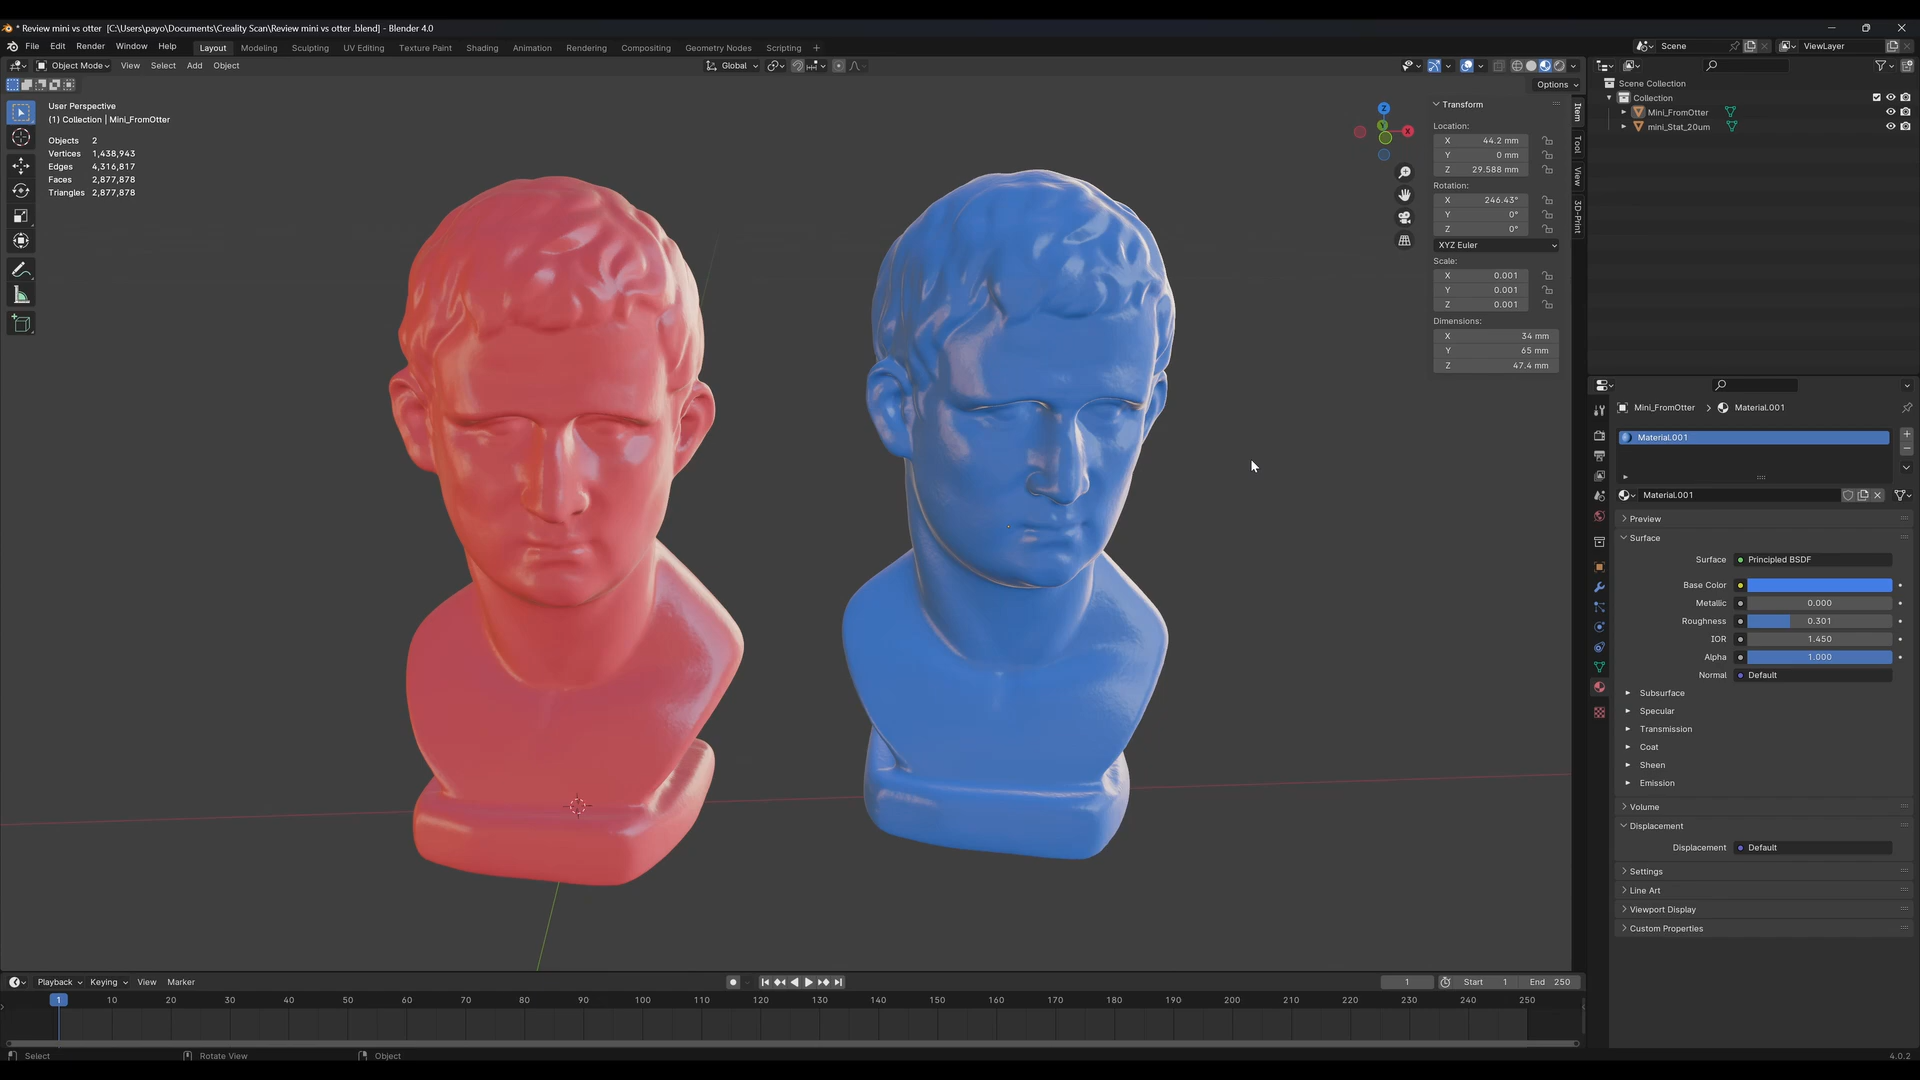 * Review mini vs otter [C:\Users\payo\Documents\Creality Scan\Review mini vs otter .blend] - Blender 4.0
File Edit Render Window Help Layout Modeling Sculpting UV Editing Texture Paint Shading Animation Rendering Compositing Geometry Nodes Scripting + Scene ViewLayer
Object Mode View Select Add Object Global
Options
User Perspective
(1) Collection | Mini_FromOtter
Objects 2
Vertices 1,438,943
Edges 4,316,817
Faces 2,877,878
Triangles 2,877,878
Z
Y
X
Transform
Location:
X 44.2 mm
Y 0 mm
Z 29.588 mm
Rotation:
X 246.43°
Y 0°
Z 0°
XYZ Euler
Scale:
X 0.001
Y 0.001
Z 0.001
Dimensions:
X 34 mm
Y 65 mm
Z 47.4 mm
Item
Tool
View
3D-Print
Scene Collection
Collection
Mini_FromOtter
mini_Stat_20um
Mini_FromOtter > Material.001
Material.001
Material.001
Preview
Surface
Surface Principled BSDF
Base Color
Metallic 0.000
Roughness 0.301
IOR 1.450
Alpha 1.000
Normal Default
Subsurface
Specular
Transmission
Coat
Sheen
Emission
Volume
Displacement
Displacement Default
Settings
Line Art
Viewport Display
Custom Properties
Playback Keying View Marker 1 Start 1 End 250
1 10 20 30 40 50 60 70 80 90 100 110 120 130 140 150 160 170 180 190 200 210 220 230 240 250
Select Rotate View Object 4.0.2